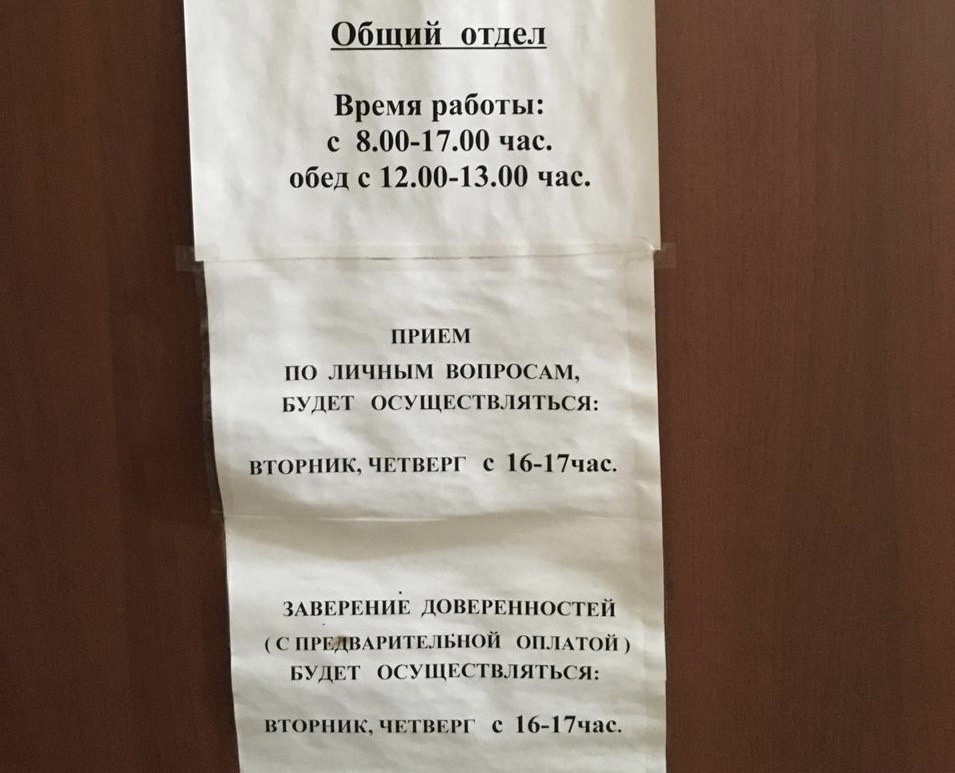 Общий отдел
Время работы:
с 8.00-17.00 час.
обед с 12.00-13.00 час.
ПРИЕМ
ПО ЛИЧНЫМ ВОПРОСАМ,
БУДЕТ ОСУЩЕСТВЛЯТЬСЯ:
ВТОРНИК, ЧЕТВЕРГ с 16-17час.
ЗАВЕРЕНИЕ ДОВЕРЕННОСТЕЙ
( С ПРЕДВАРИТЕЛЬНОЙ ОПЛАТОЙ )
БУДЕТ ОСУЩЕСТВЛЯТЬСЯ:
ВТОРНИК, ЧЕТВЕРГ с 16-17час.